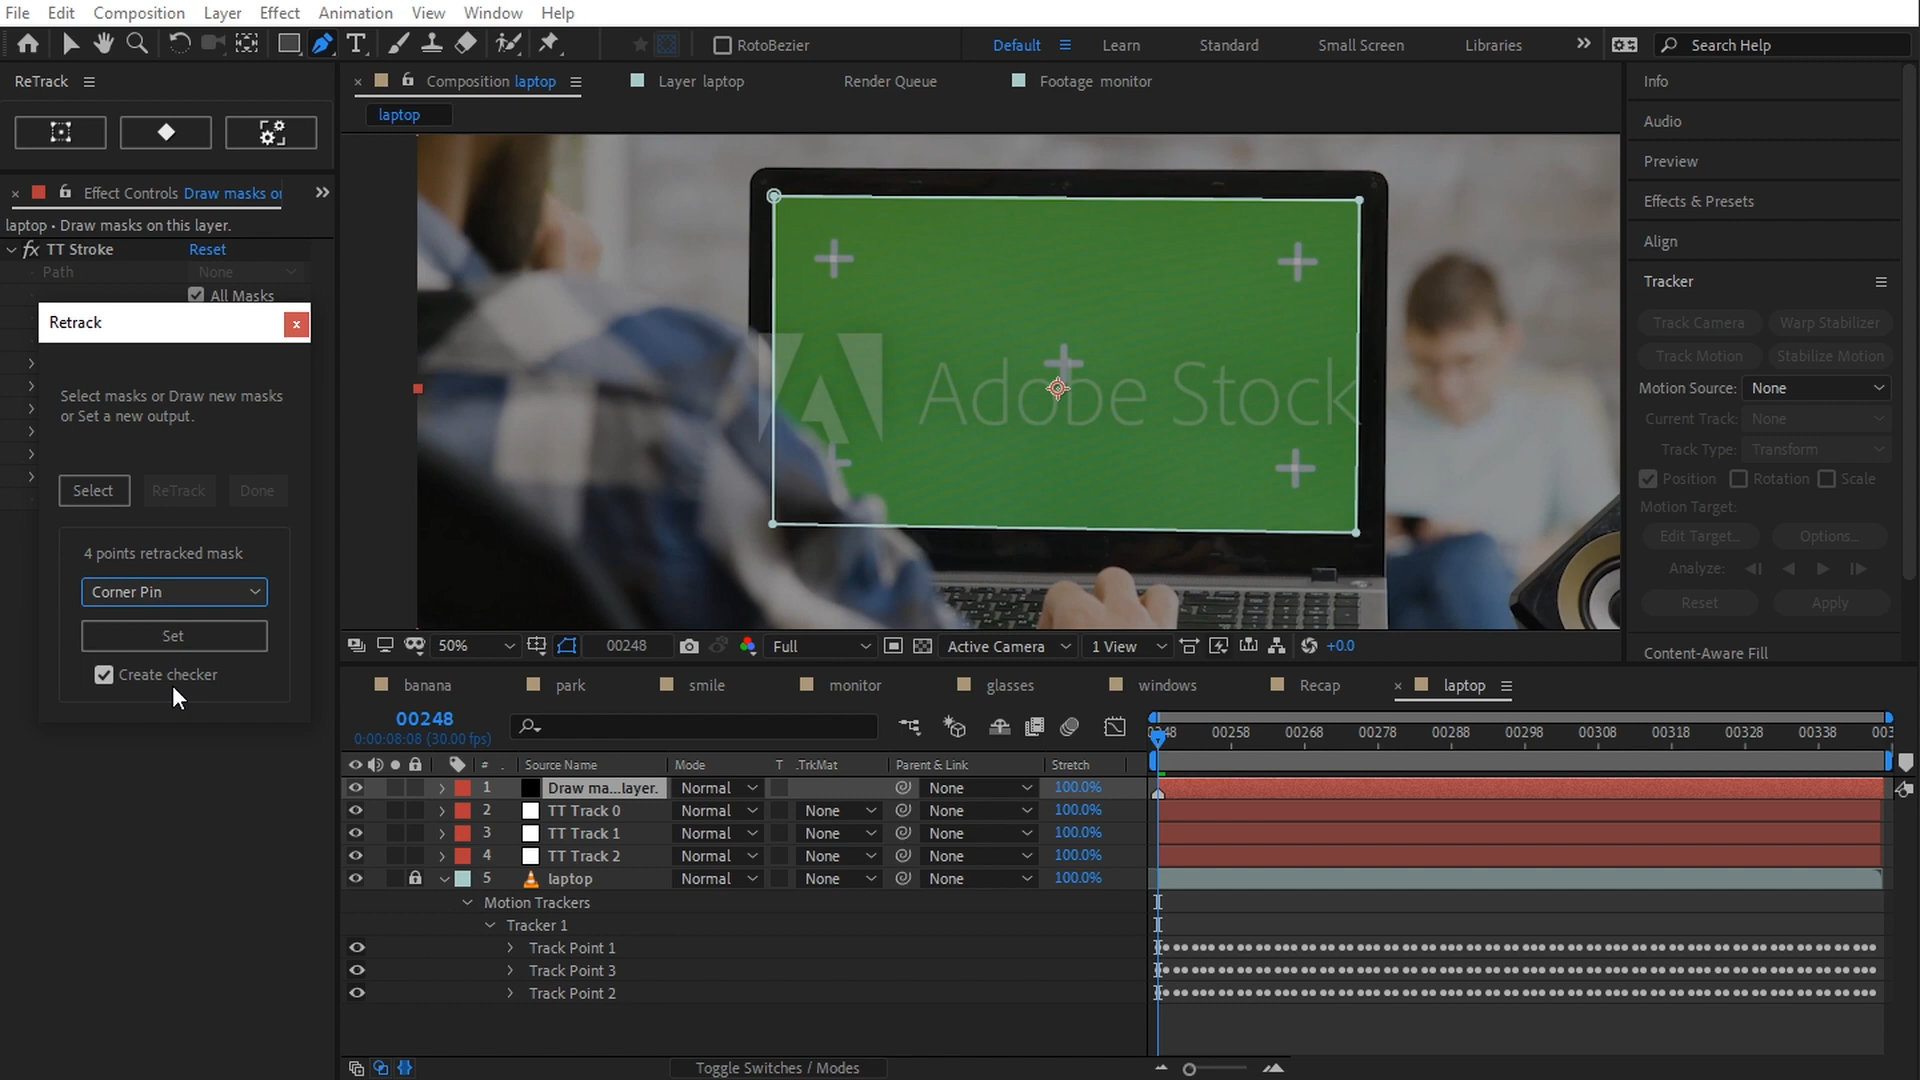 File Edit Composition Layer Effect Animation View Window Help
RotoBezier Default Learn Standard Small Screen Libraries Search Help
ReTrack
Composition laptop Layer laptop Render Queue Footage monitor
laptop
Effect Controls Draw masks o
laptop • Draw masks on this layer.
fx TT Stroke Reset
Path None
All Masks
Retrack
x
Select masks or Draw new masks
or Set a new output.
Select ReTrack Done
4 points retracked mask
Corner Pin
Set
Create checker
Adobe Stock
50% 00248 Full Active Camera 1 View +0.0
Info
Audio
Preview
Effects & Presets
Align
Tracker
Track Camera Warp Stabilizer
Track Motion Stabilize Motion
Motion Source: None
Current Track: None
Track Type: Transform
Position Rotation Scale
Motion Target:
Edit Target... Options...
Analyze:
Reset Apply
Content-Aware Fill
banana park smile monitor glasses windows Recap laptop
00248
0:00:08:08 (30.00 fps)
00258 00268 00278 00288 00298 00308 00318 00328 00338
# Source Name Mode T .TrkMat Parent & Link Stretch
1 Draw ma...layer. Normal None 100.0%
2 TT Track 0 Normal None None 100.0%
3 TT Track 1 Normal None None 100.0%
4 TT Track 2 Normal None None 100.0%
5 laptop Normal None None 100.0%
Motion Trackers
Tracker 1
Track Point 1
Track Point 3
Track Point 2
Toggle Switches / Modes